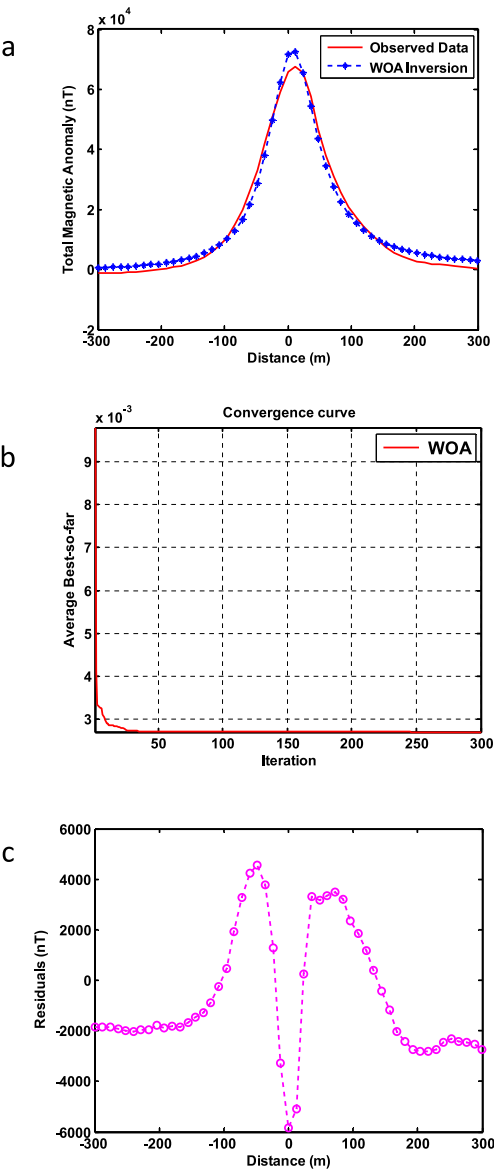 a
x 10^4
Observed Data
WOA Inversion
Total Magnetic Anomaly (nT)
8
6
4
2
0
-2
-300 -200 -100 0 100 200 300
Distance (m)
b
x 10^-3
Convergence curve
WOA
Average Best-so-far
9
8
7
6
5
4
3
50 100 150 200 250 300
Iteration
c
Residuals (nT)
6000
4000
2000
0
-2000
-4000
-6000
-300 -200 -100 0 100 200 300
Distance (m)